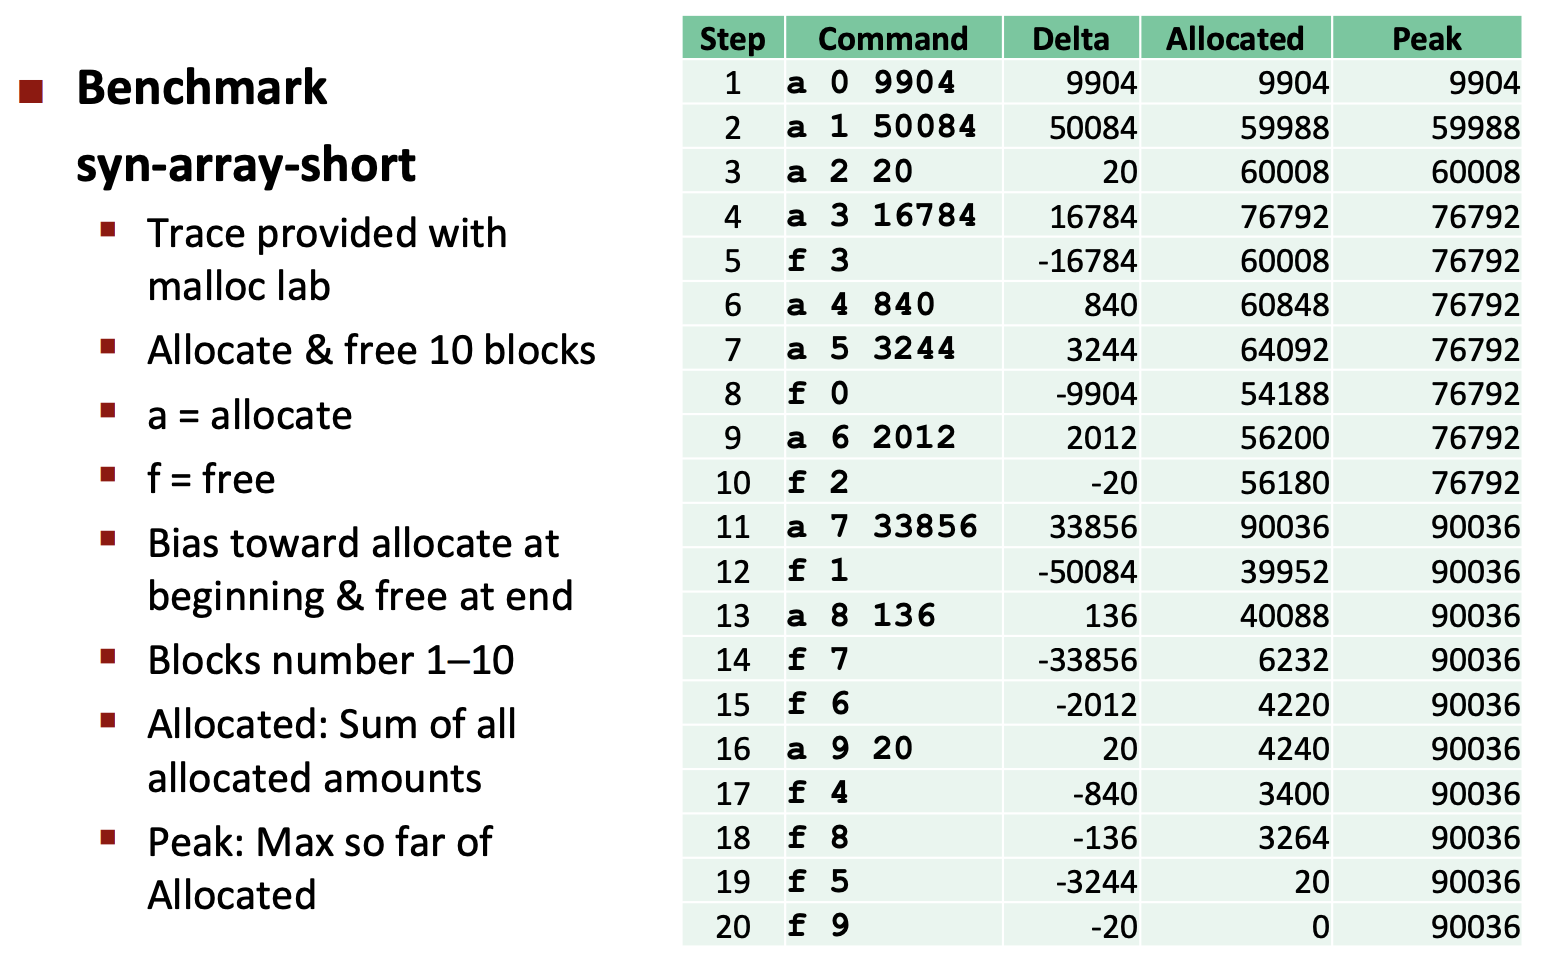 Benchmark
syn-array-short
Trace provided with
malloc lab
Allocate & free 10 blocks
a = allocate
f = free
Bias toward allocate at
beginning & free at end
Blocks number 1–10
Allocated: Sum of all
allocated amounts
Peak: Max so far of
Allocated
Step Command Delta Allocated Peak
1 a 0 9904 9904 9904 9904
2 a 1 50084 50084 59988 59988
3 a 2 20 20 60008 60008
4 a 3 16784 16784 76792 76792
5 f 3 -16784 60008 76792
6 a 4 840 840 60848 76792
7 a 5 3244 3244 64092 76792
8 f 0 -9904 54188 76792
9 a 6 2012 2012 56200 76792
10 f 2 -20 56180 76792
11 a 7 33856 33856 90036 90036
12 f 1 -50084 39952 90036
13 a 8 136 136 40088 90036
14 f 7 -33856 6232 90036
15 f 6 -2012 4220 90036
16 a 9 20 20 4240 90036
17 f 4 -840 3400 90036
18 f 8 -136 3264 90036
19 f 5 -3244 20 90036
20 f 9 -20 0 90036